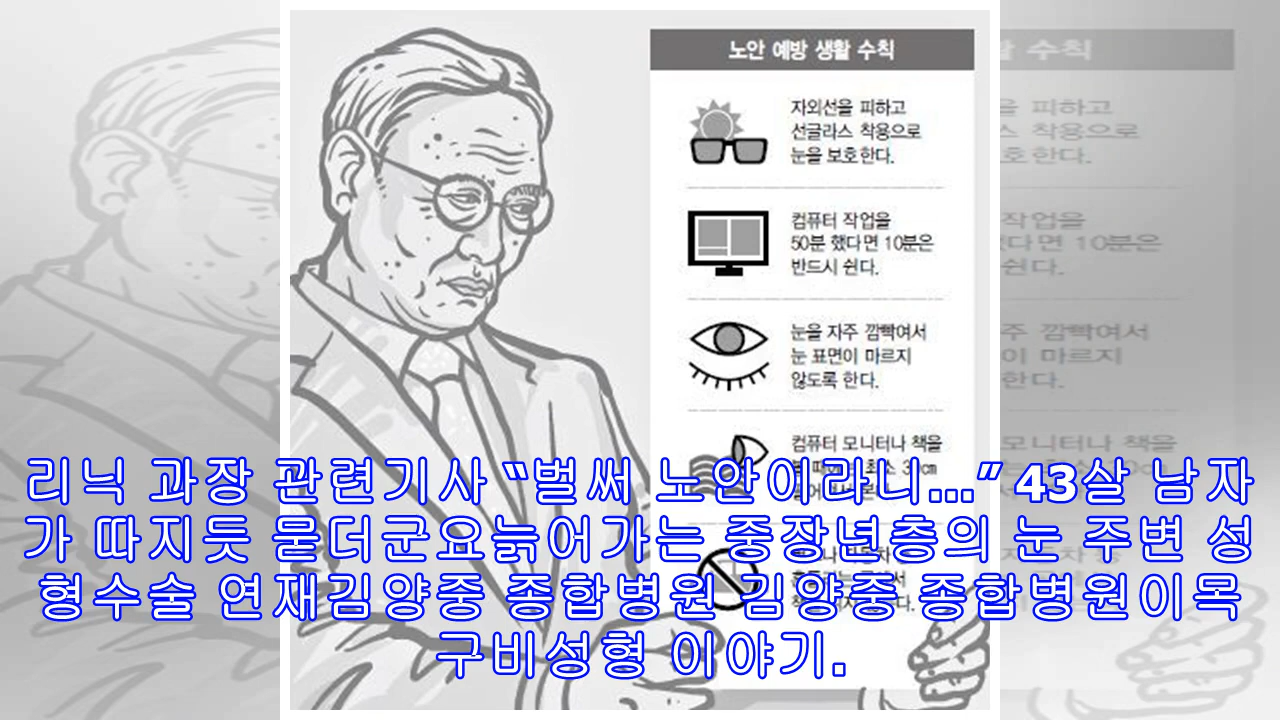 노안 예방 생활 수칙
자외선을 피하고
선글라스 착용으로
눈을 보호한다.
컴퓨터 작업을
50분 했다면 10분은
반드시 쉰다.
눈을 자주 깜빡여서
눈 표면이 마르지
않도록 한다.
컴퓨터 모니터나 책을
최소
cm
리닉 과장 관련기사 “벌써 노안이라니...” 43살 남자
가 따지듯 물더군요늙어가는 중장년층의 눈 주변 성
형수술 연재김양중 종합병원 김양중 종합병원이목
구비성형 이야기.